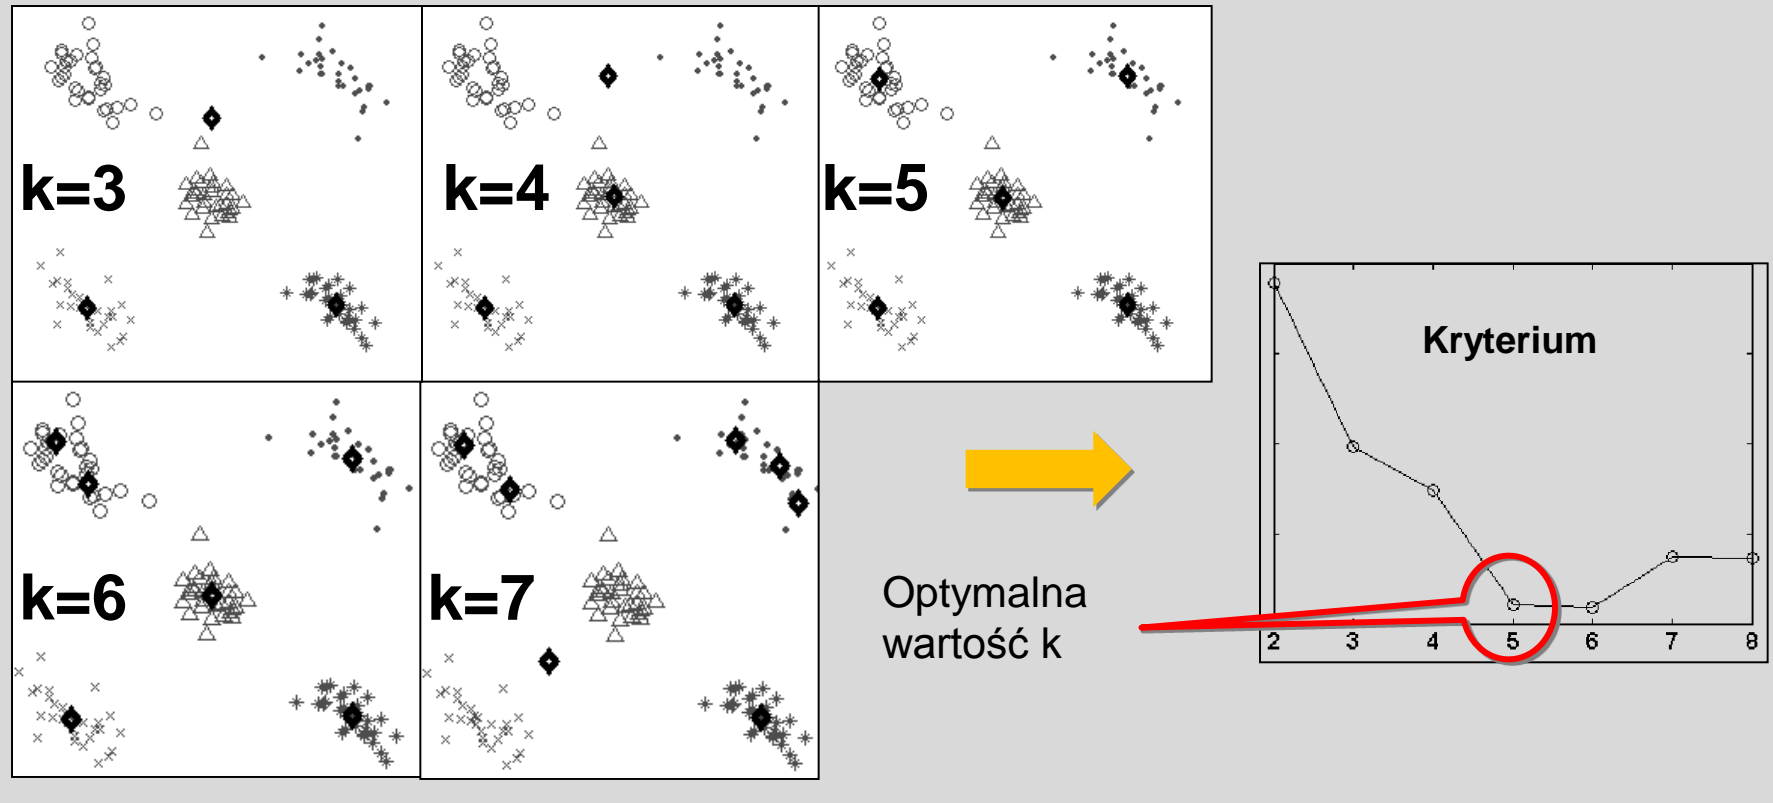 k=3
k=4
k=5
k=6
k=7
Kryterium
Optymalna
wartość k
2 3 4 5 6 7 8